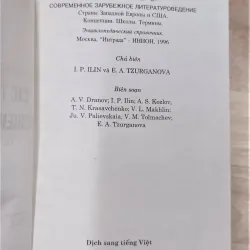 СОВРЕМЕННОЕ ЗАРУБЕЖНОЕ ЛИТЕРАТУРОВЕДЕНИЕ
Страны Западной Европы и США.
Концепции. Школы. Термины.
Энциклопедический справочник.
Москва, "Интрада" - ИНИОН, 1996
Chủ biên
I. P. ILIN và E. A. TZURGANOVA
Biên soạn
A. V. Dranov, I. P. Ilin, A. S. Kozlov,
T. N. Krasavchenko, V. L. Makhlin,
Ju. V. Palievskaia, V. M. Tolmachov,
E. A. Tzurganova
Dịch sang tiếng Việt